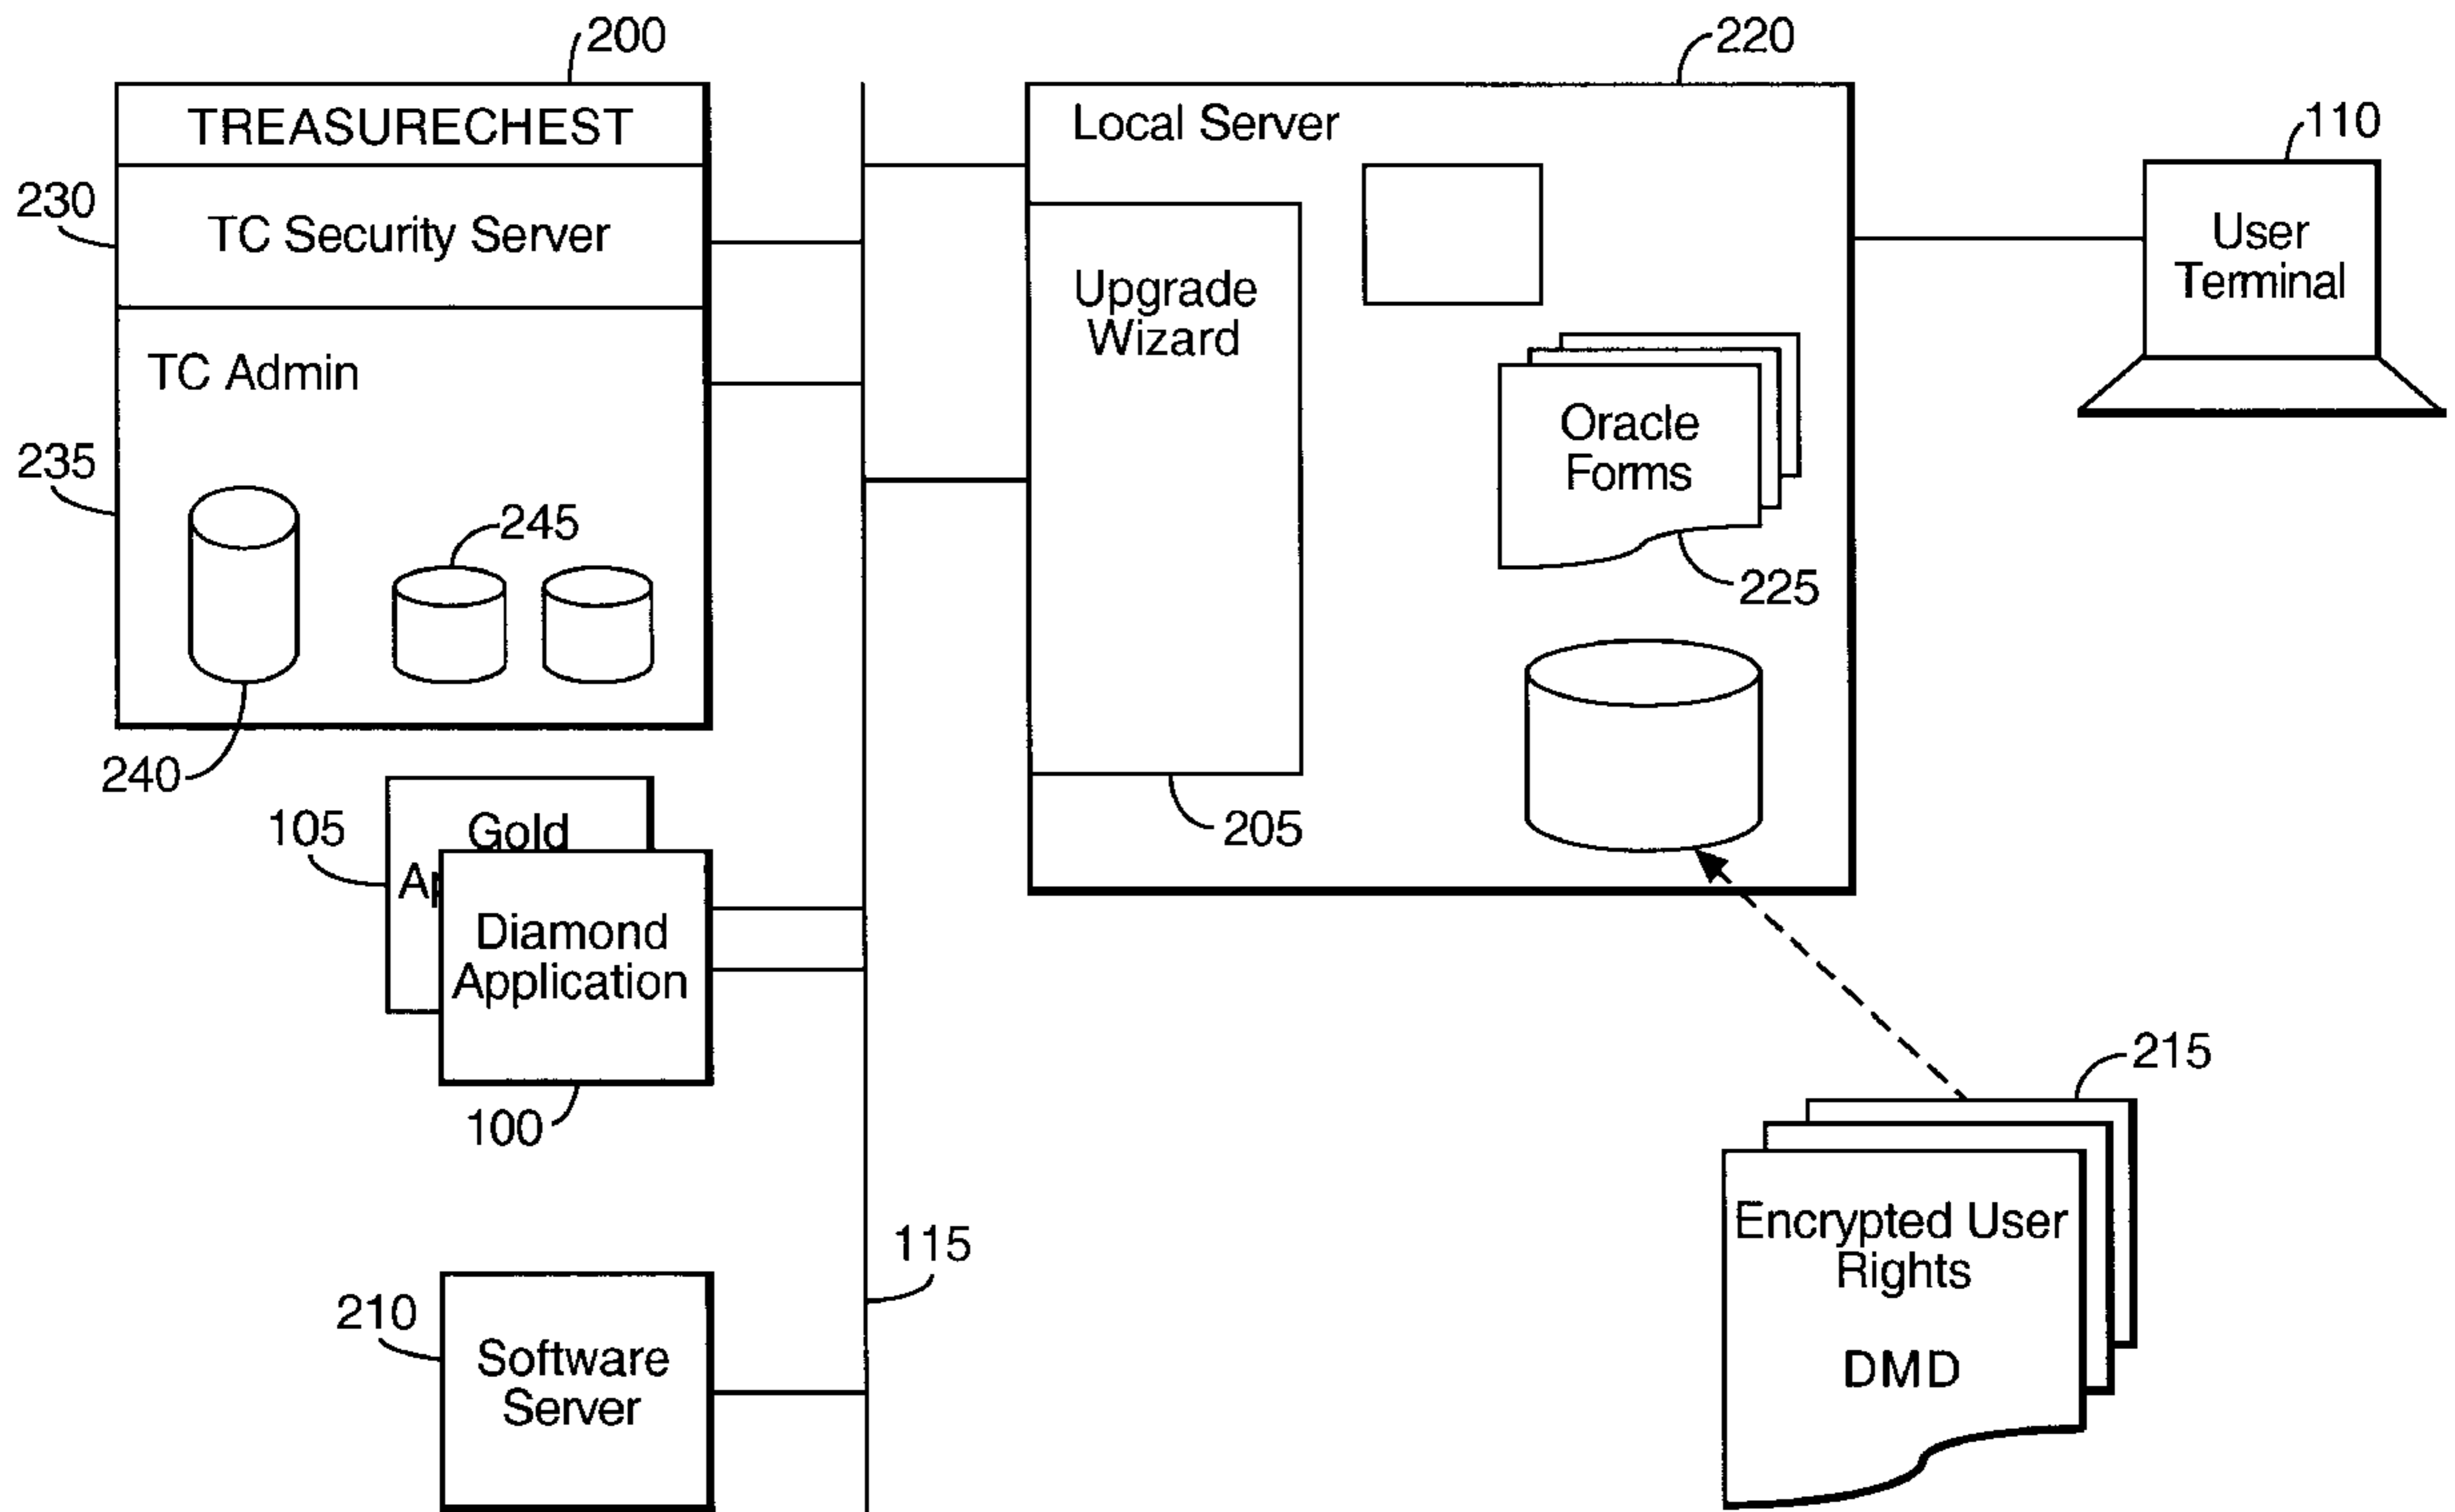 200
TREASURECHEST
230
TC Security Server
TC Admin
235
245
240
220
Local Server
Upgrade
Wizard
Oracle
Forms
225
205
110
User
Terminal
105
Gold
Diamond
Application
100
115
210
Software
Server
215
Encrypted User
Rights
DMD